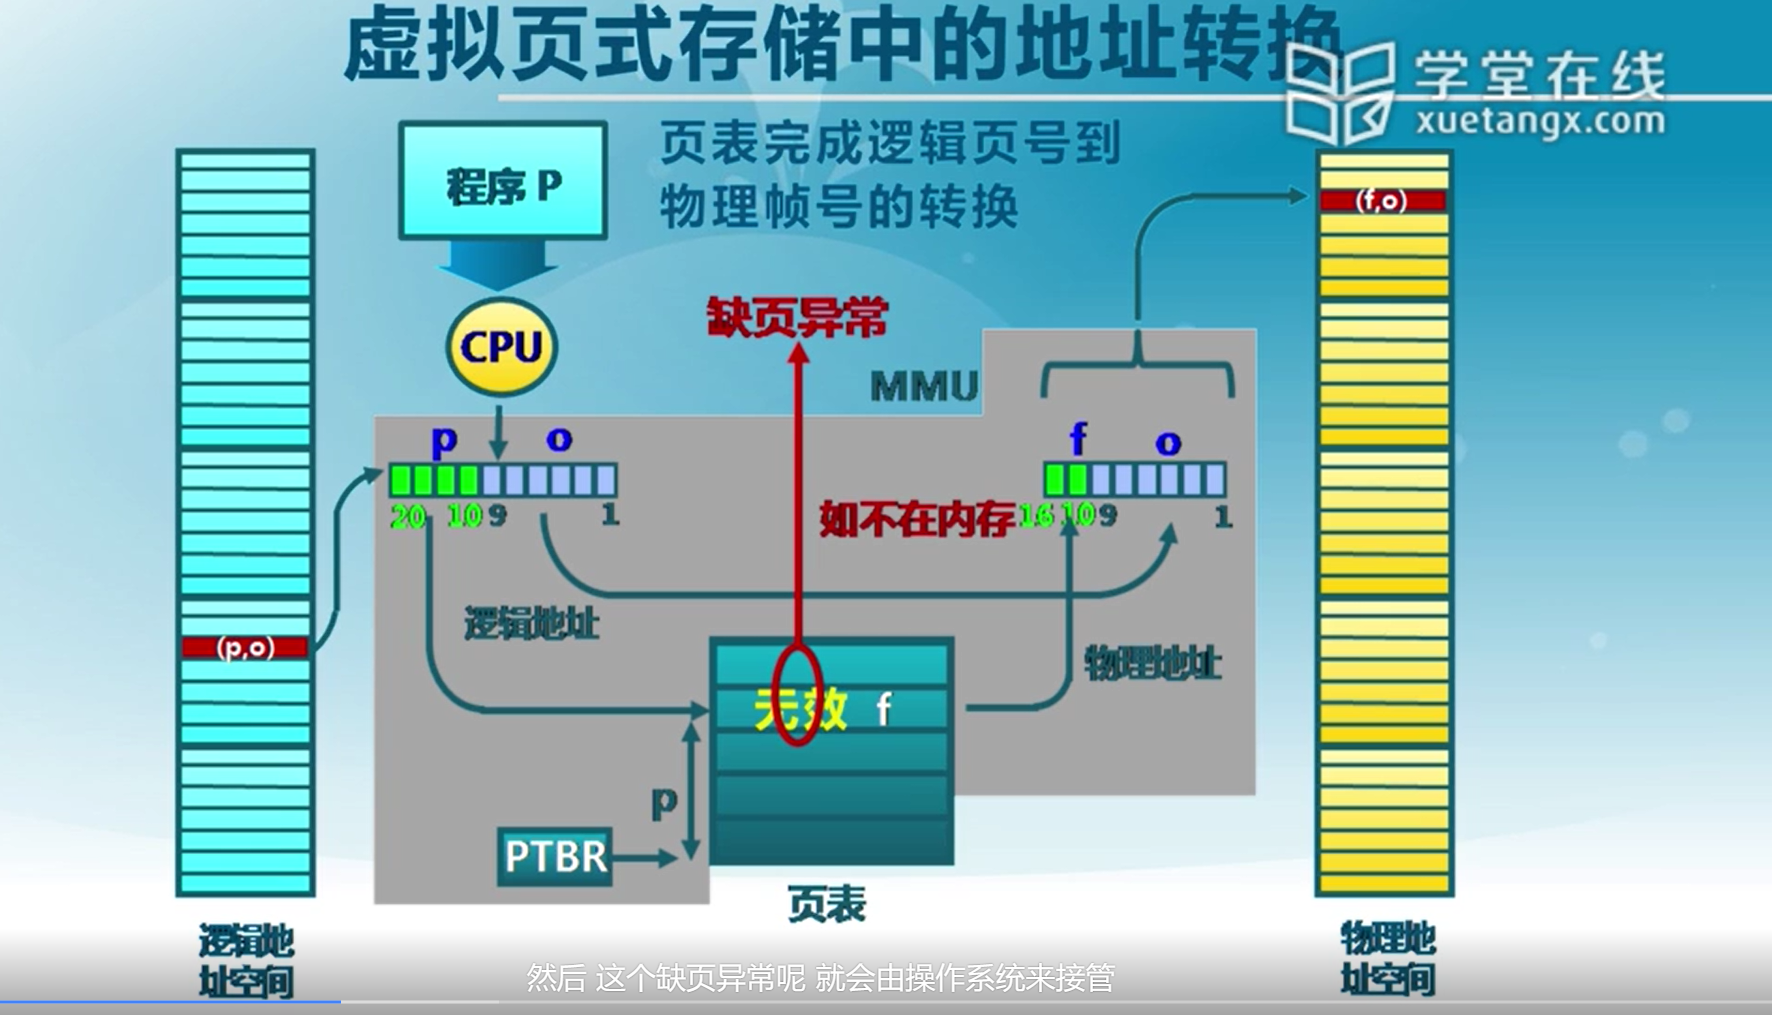 虚拟页式存储中的地址转换
学堂在线
xuetangx.com
页表完成逻辑页号到
物理帧号的转换
程序 P
CPU
缺页异常
MMU
(f,o)
p o
f o
20 10 9 1
如不在内存
16 10 9 1
逻辑地址
物理地址
(p,o)
无效 f
p
PTBR
页表
逻辑地
址空间
物理地
址空间
然后 这个缺页异常呢 就会由操作系统来接管